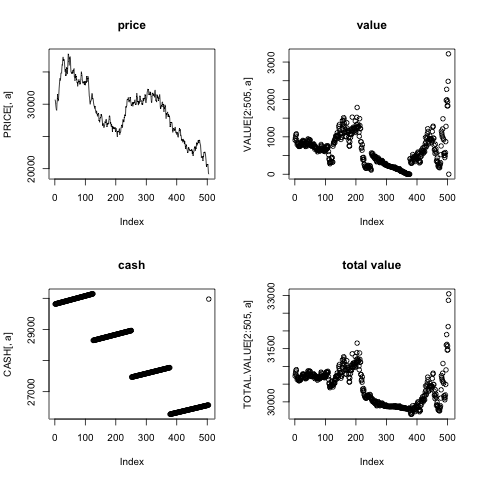 price
PRICE[, a]
20000
30000
0
100
200
300
400
500
Index
value
VALUE[2:505, a]
0
1000
2000
3000
0
100
200
300
400
500
Index
cash
CASH[, a]
27000
29000
0
100
200
300
400
500
Index
total value
TOTAL.VALUE[2:505, a]
30000
31500
33000
0
100
200
300
400
500
Index